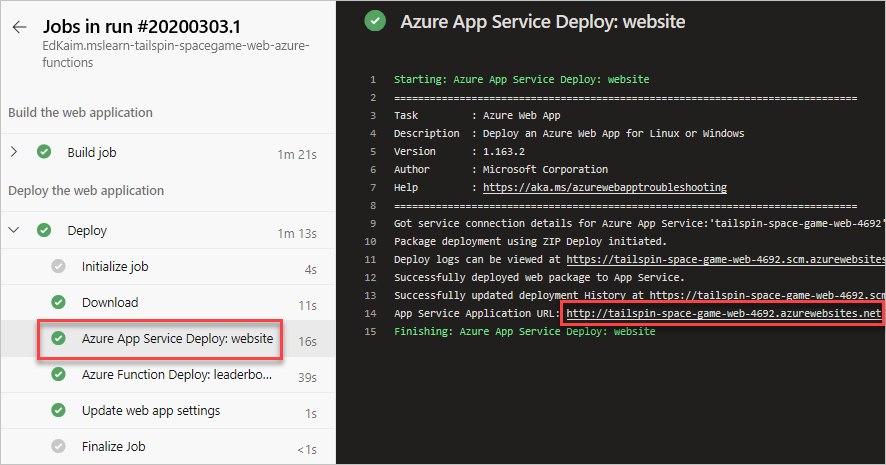 Jobs in run #20200303.1
EdKaim.mslearn-tailspin-spacegame-web-azure-
functions
Build the web application
Build job 1m 21s
Deploy the web application
Deploy 1m 13s
Initialize job 4s
Download 11s
Azure App Service Deploy: website 16s
Azure Function Deploy: leaderbo... 39s
Update web app settings 1s
Finalize Job <1s
Azure App Service Deploy: website
1 Starting: Azure App Service Deploy: website
2 ==============================================================================
3 Task : Azure Web App
4 Description : Deploy an Azure Web App for Linux or Windows
5 Version : 1.163.2
6 Author : Microsoft Corporation
7 Help : https://aka.ms/azurewebapptroubleshooting
8 ==============================================================================
9 Got service connection details for Azure App Service:'tailspin-space-game-web-4692'
10 Package deployment using ZIP Deploy initiated.
11 Deploy logs can be viewed at https://tailspin-space-game-web-4692.scm.azurewebsites
12 Successfully deployed web package to App Service.
13 Successfully updated deployment History at https://tailspin-space-game-web-4692.scm
14 App Service Application URL: http://tailspin-space-game-web-4692.azurewebsites.net
15 Finishing: Azure App Service Deploy: website